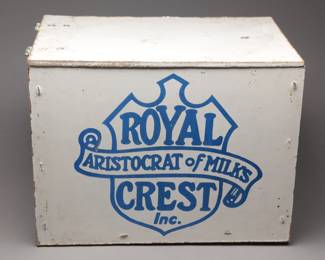 ROYAL
ARISTOCRAT of MILKS
CREST
Inc.